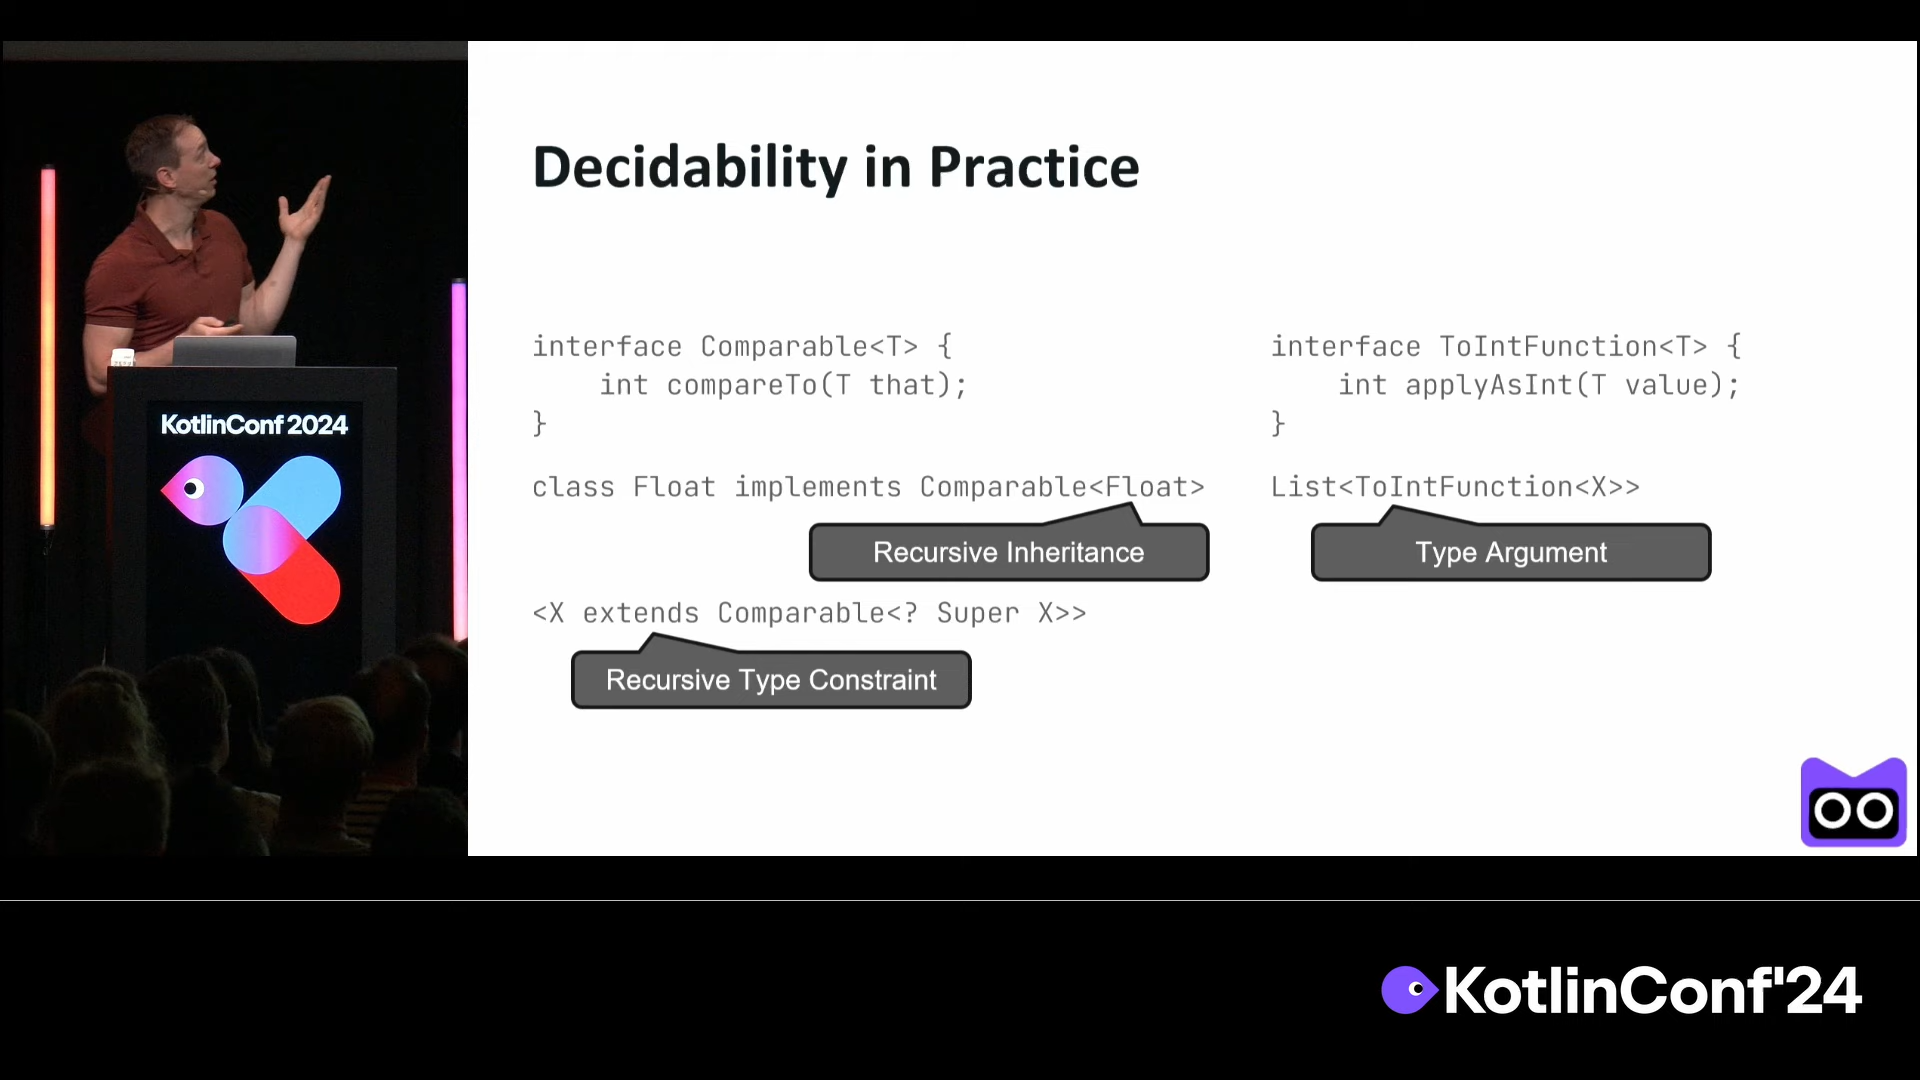 KotlinConf 2024
Decidability in Practice
interface Comparable<T> {
    int compareTo(T that);
}
class Float implements Comparable<Float>
Recursive Inheritance
<X extends Comparable<? Super X>>
Recursive Type Constraint
interface ToIntFunction<T> {
    int applyAsInt(T value);
}
List<ToIntFunction<X>>
Type Argument
KotlinConf'24